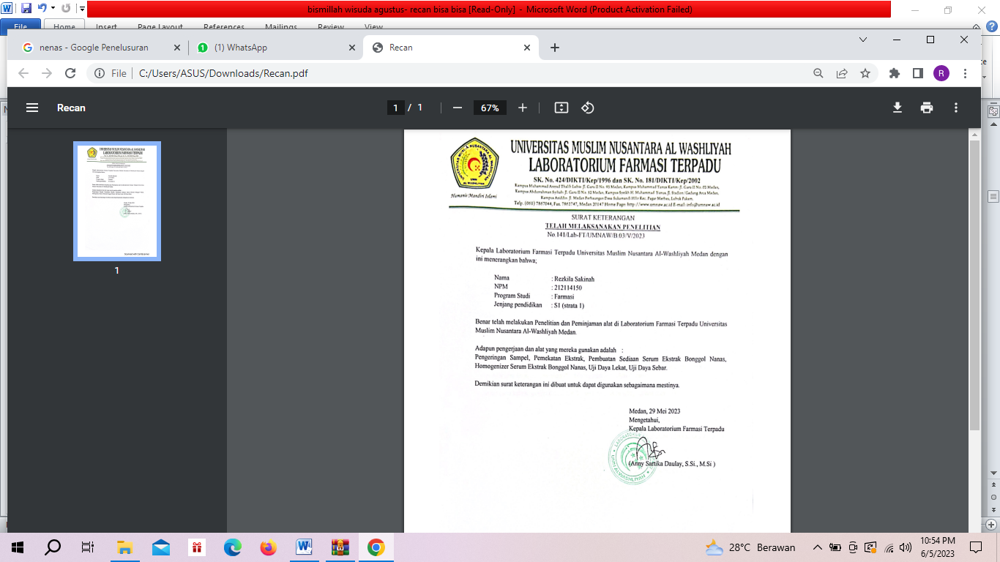 bismillah wisuda agustus- recan bisa bisa [Read-Only] - Microsoft Word (Product Activation Failed)
File Home Insert Page Layout References Mailings Review View
nenas - Google Penelusuran
(1) WhatsApp
Recan
File C:/Users/ASUS/Downloads/Recan.pdf
R
Recan
1 / 1
67%
1
UNIVERSITAS MUSLIM NUSANTARA AL WASHLIYAH
LABORATORIUM FARMASI TERPADU
SK. No. 424/DIKTI/Kep/1996 dan SK. No. 181/DIKTI/Kep/2002
Kampus Muhammad Arsyad Thalib Lubis: Jl. Garu II No. 93 Medan, Kampus Muhammad Yunus Karim: Jl. Garu II No. 02 Medan,
Kampus Abdurrahman Syihab: Jl. Garu II No. 52 Medan, Kampus Syeikh H. Muhammad Yunus: Jl. Stadion/Gedung Arca Medan,
Kampus Aziddin: Jl. Medan Perbaungan Desa Sukamandi Hilir Kec. Pagar Merbau, Lubuk Pakam.
Telp. (061) 7867044, Fax. 7862747, Medan 20147 Home Page: http://www.umnaw.ac.id E-mail: info@umnaw.ac.id
Humanis Mandiri Islami
SURAT KETERANGAN
TELAH MELAKSANAKAN PENELITIAN
No.141/Lab-FT/UMNAW/B.03/V/2023
Kepala Laboratorium Farmasi Terpadu Universitas Muslim Nusantara Al-Washliyah Medan dengan
ini menerangkan bahwa;
Nama : Rezkila Sakinah
NPM : 212114150
Program Studi : Farmasi
Jenjang pendidikan : S1 (strata 1)
Benar telah melakukan Penelitian dan Peminjaman alat di Laboratorium Farmasi Terpadu Universitas
Muslim Nusantara Al-Washliyah Medan.
Adapun pengerjaan dan alat yang mereka gunakan adalah :
Pengeringan Sampel, Pemekatan Ekstrak, Pembuatan Sediaan Serum Ekstrak Bonggol Nanas,
Homogenizer Serum Ekstrak Bonggol Nanas, Uji Daya Lekat, Uji Daya Sebar.
Demikian surat keterangan ini dibuat untuk dapat digunakan sebagaimana mestinya.
Medan, 29 Mei 2023
Mengetahui,
Kepala Laboratorium Farmasi Terpadu
(Anny Sartika Daulay, S.Si., M.Si )
28°C Berawan
10:54 PM
6/5/2023